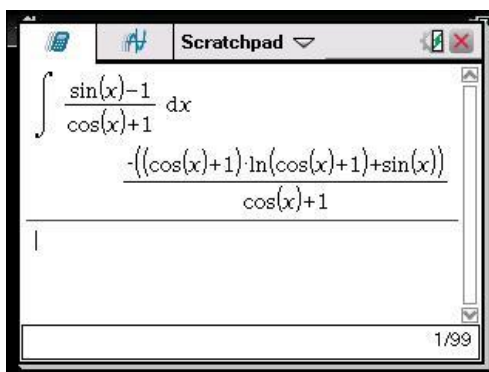 Scratchpad
∫ (sin(x)-1)/(cos(x)+1) dx
-((cos(x)+1)·ln(cos(x)+1)+sin(x))/(cos(x)+1)
1/99